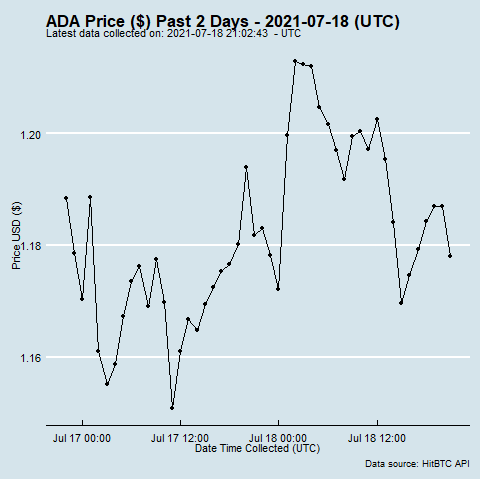 ADA Price ($) Past 2 Days - 2021-07-18 (UTC)
Latest data collected on: 2021-07-18 21:02:43  - UTC
Price USD ($)
1.20
1.18
1.16
Jul 17 00:00
Jul 17 12:00
Jul 18 00:00
Jul 18 12:00
Date Time Collected (UTC)
Data source: HitBTC API